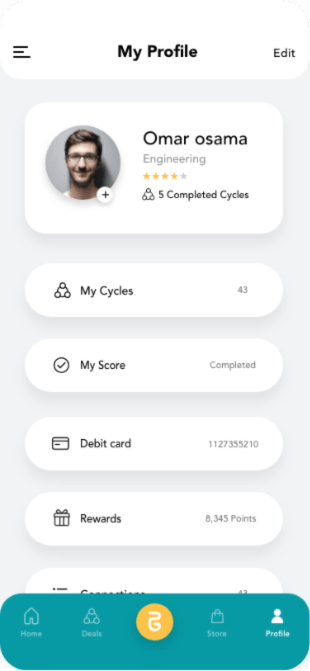 My Profile
Edit
Omar osama
Engineering
5 Completed Cycles
My Cycles
43
My Score
Completed
Debit card
1127355210
Rewards
8,345 Points
Connections
43
Home
Deals
Store
Profile